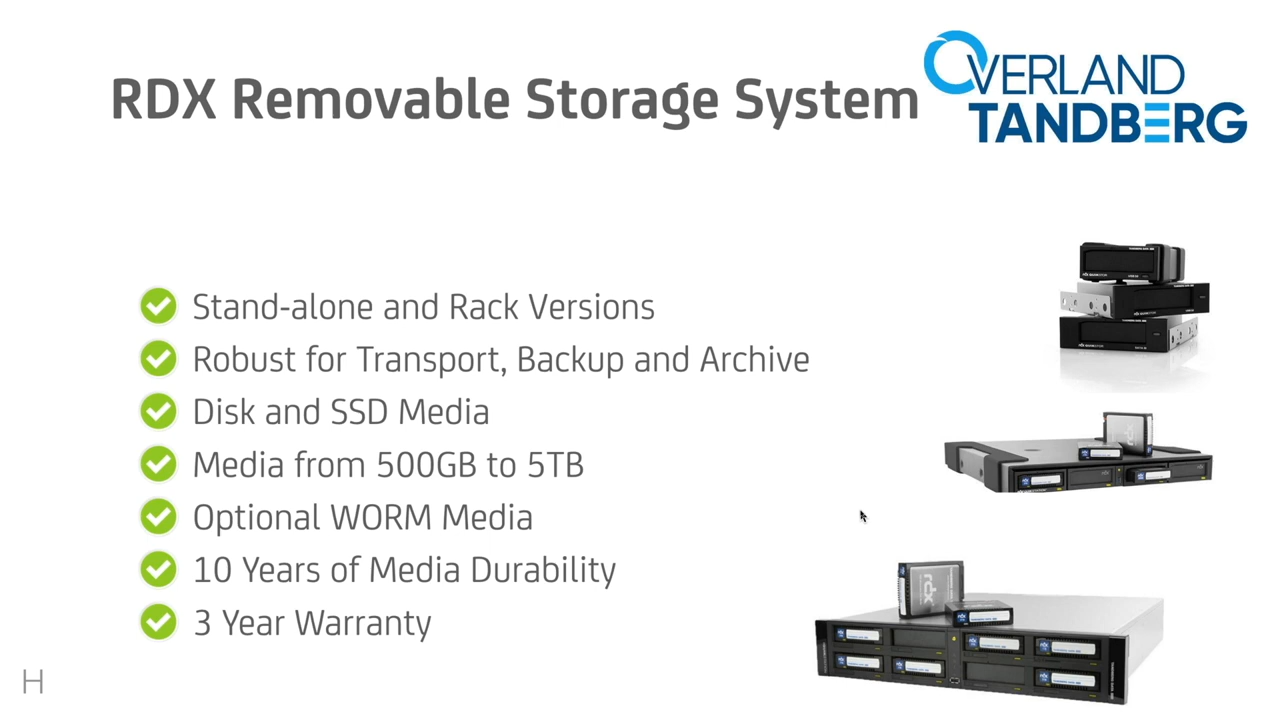 RDX Removable Storage System
OVERLAND
TANDBERG
Stand-alone and Rack Versions
Robust for Transport, Backup and Archive
Disk and SSD Media
Media from 500GB to 5TB
Optional WORM Media
10 Years of Media Durability
3 Year Warranty
rdx
H